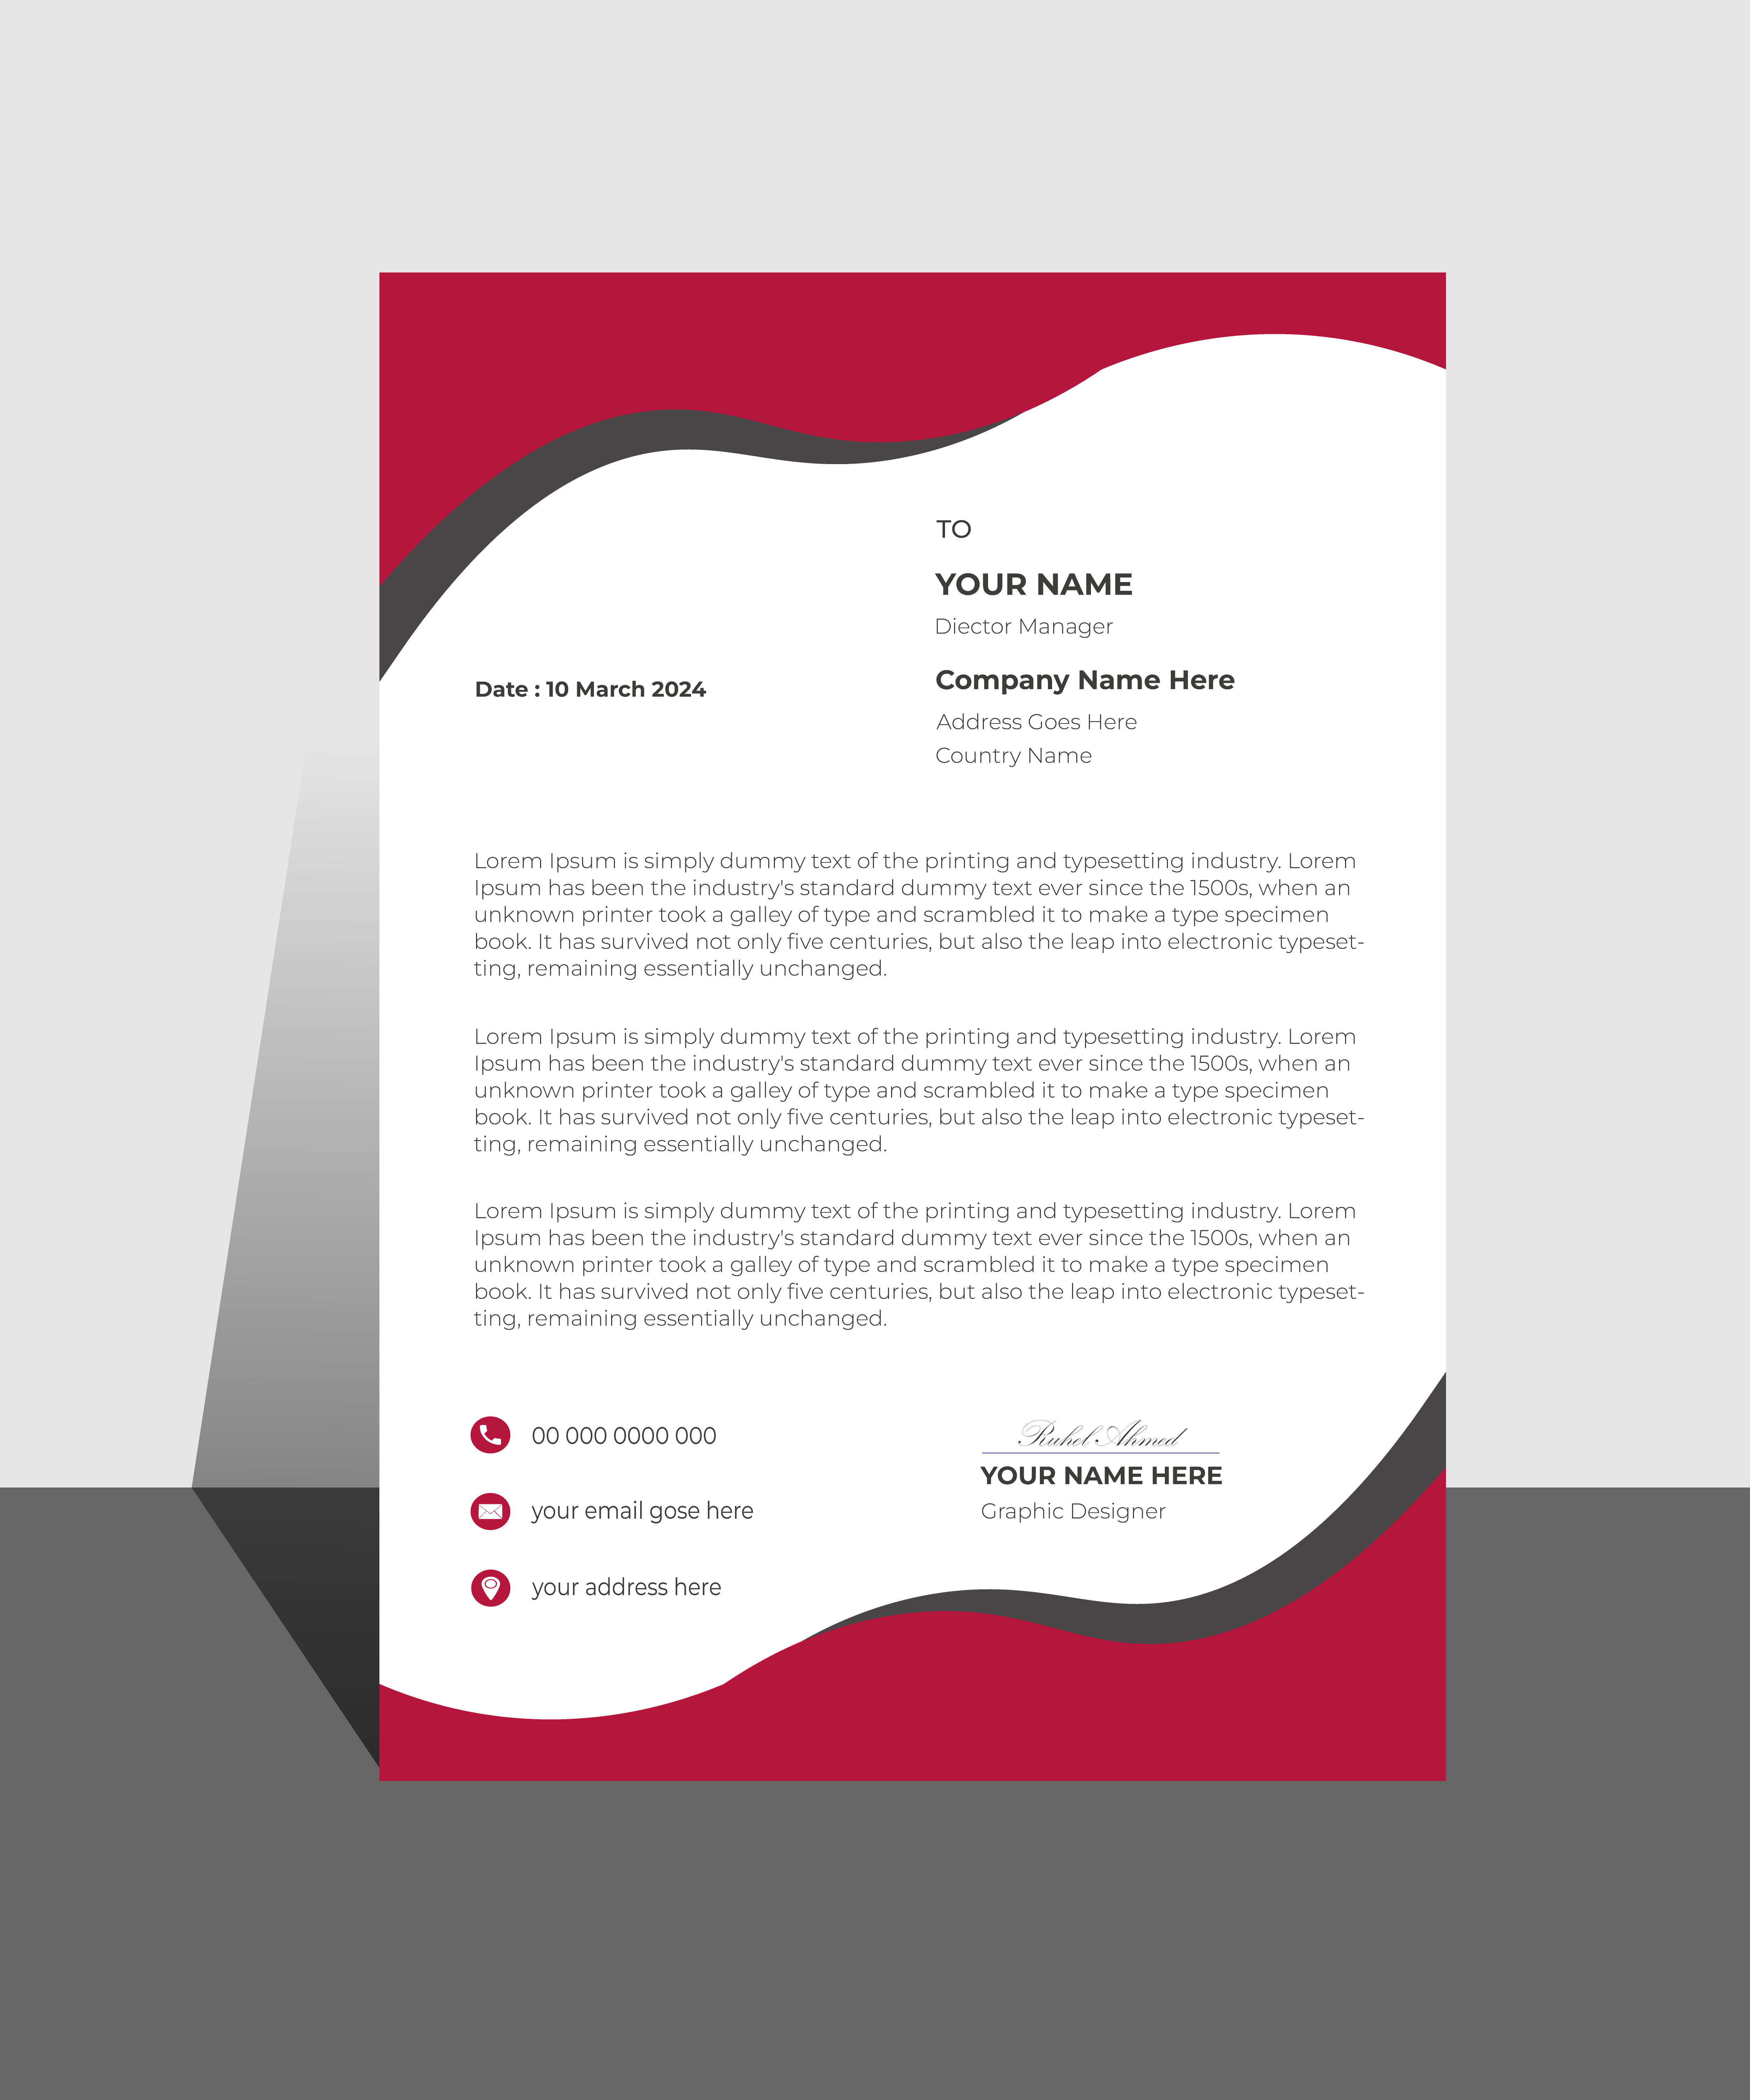 TO
YOUR NAME
Diector Manager
Date : 10 March 2024
Company Name Here
Address Goes Here
Country Name
Lorem Ipsum is simply dummy text of the printing and typesetting industry. Lorem
Ipsum has been the industry's standard dummy text ever since the 1500s, when an
unknown printer took a galley of type and scrambled it to make a type specimen
book. It has survived not only five centuries, but also the leap into electronic typeset-
ting, remaining essentially unchanged.
Lorem Ipsum is simply dummy text of the printing and typesetting industry. Lorem
Ipsum has been the industry's standard dummy text ever since the 1500s, when an
unknown printer took a galley of type and scrambled it to make a type specimen
book. It has survived not only five centuries, but also the leap into electronic typeset-
ting, remaining essentially unchanged.
Lorem Ipsum is simply dummy text of the printing and typesetting industry. Lorem
Ipsum has been the industry's standard dummy text ever since the 1500s, when an
unknown printer took a galley of type and scrambled it to make a type specimen
book. It has survived not only five centuries, but also the leap into electronic typeset-
ting, remaining essentially unchanged.
00 000 0000 000
your email gose here
your address here
Ruhel Ahmed
YOUR NAME HERE
Graphic Designer